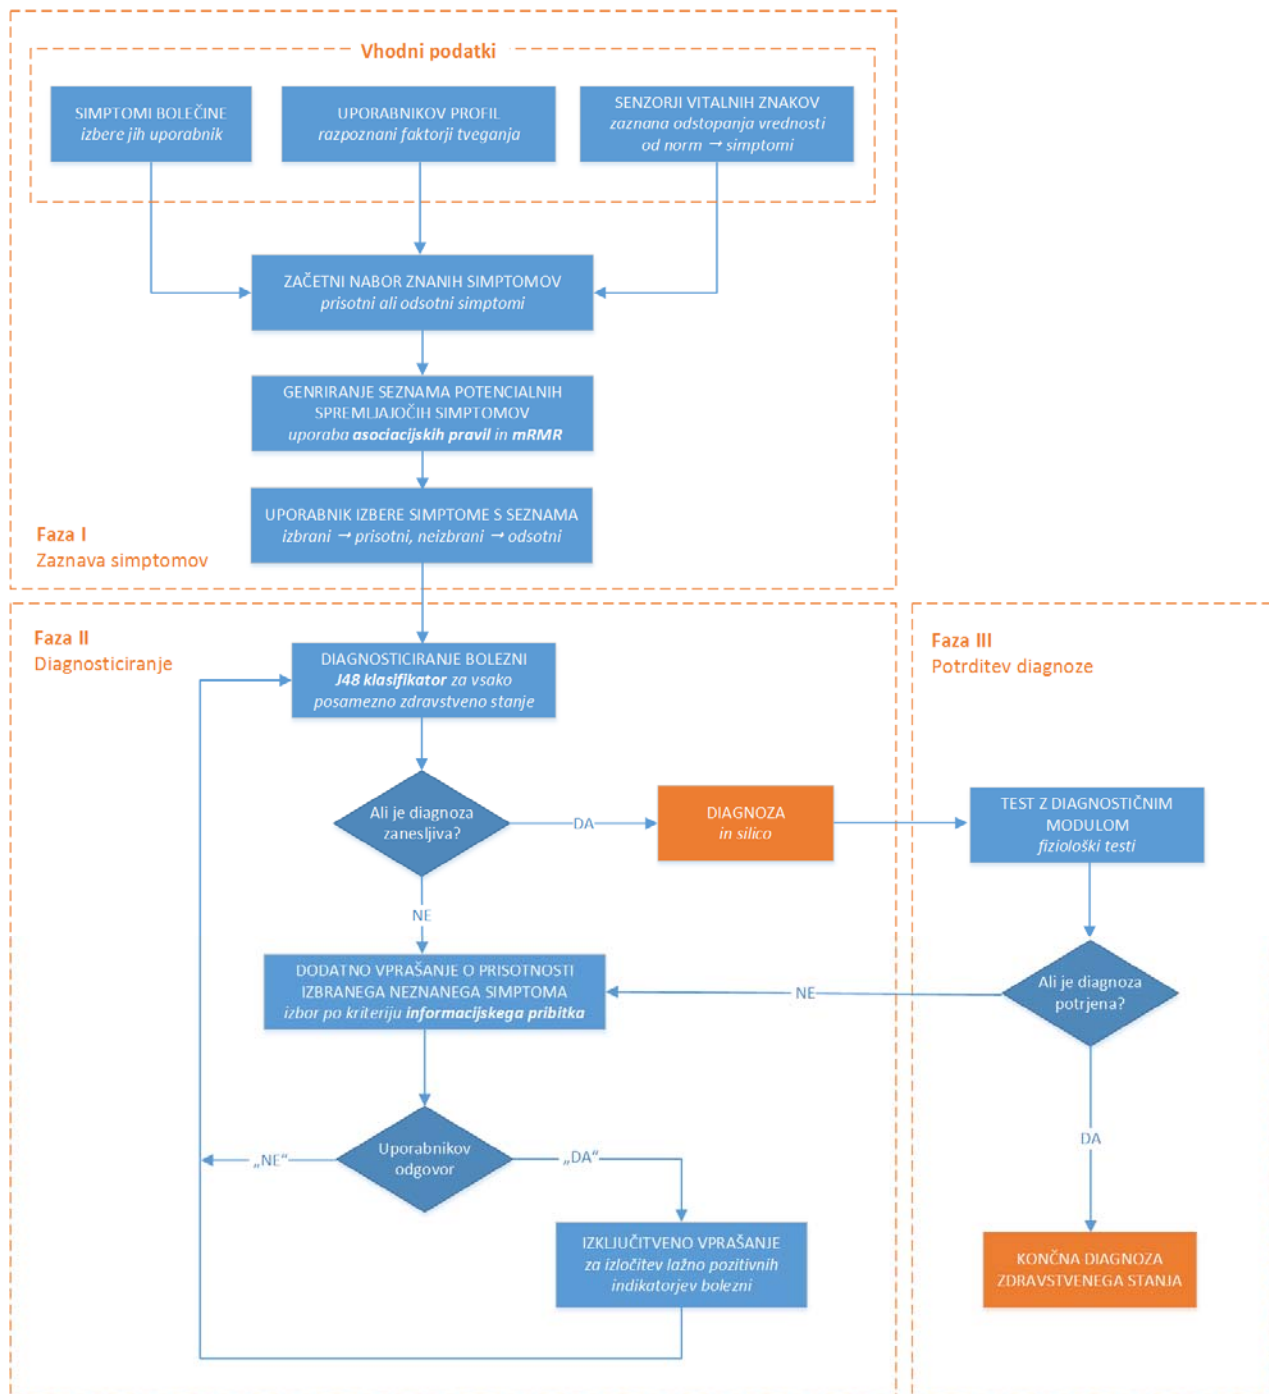 Vhodni podatki
SIMPTOMI BOLEČINE
izbere jih uporabnik
UPORABNIKOV PROFIL
razpoznani faktorji tveganja
SENZORJI VITALNIH ZNAKOV
zaznana odstopanja vrednosti
od norm → simptomi
ZAČETNI NABOR ZNANIH SIMPTOMOV
prisotni ali odsotni simptomi
GENRIRANJE SEZNAMA POTENCIALNIH
SPREMLJAJOČIH SIMPTOMOV
uporaba asociacijskih pravil in mRMR
UPORABNIK IZBERE SIMPTOME S SEZNAMA
izbrani → prisotni, neizbrani → odsotni
Faza I
Zaznava simptomov
Faza II
Diagnosticiranje
DIAGNOSTICIRANJE BOLEZNI
J48 klasifikator za vsako
posamezno zdravstveno stanje
Ali je diagnoza
zanesljiva?
DA
DIAGNOZA
in silico
NE
DODATNO VPRAŠANJE O PRISOTNOSTI
IZBRANEGA NEZNANEGA SIMPTOMA
izbor po kriteriju informacijskega pribitka
Uporabnikov
odgovor
„NE“
„DA“
IZKLJUČITVENO VPRAŠANJE
za izločitev lažno pozitivnih
indikatorjev bolezni
Faza III
Potrditev diagnoze
TEST Z DIAGNOSTIČNIM
MODULOM
fiziološki testi
Ali je diagnoza
potrjena?
NE
DA
KONČNA DIAGNOZA
ZDRAVSTVENEGA STANJA